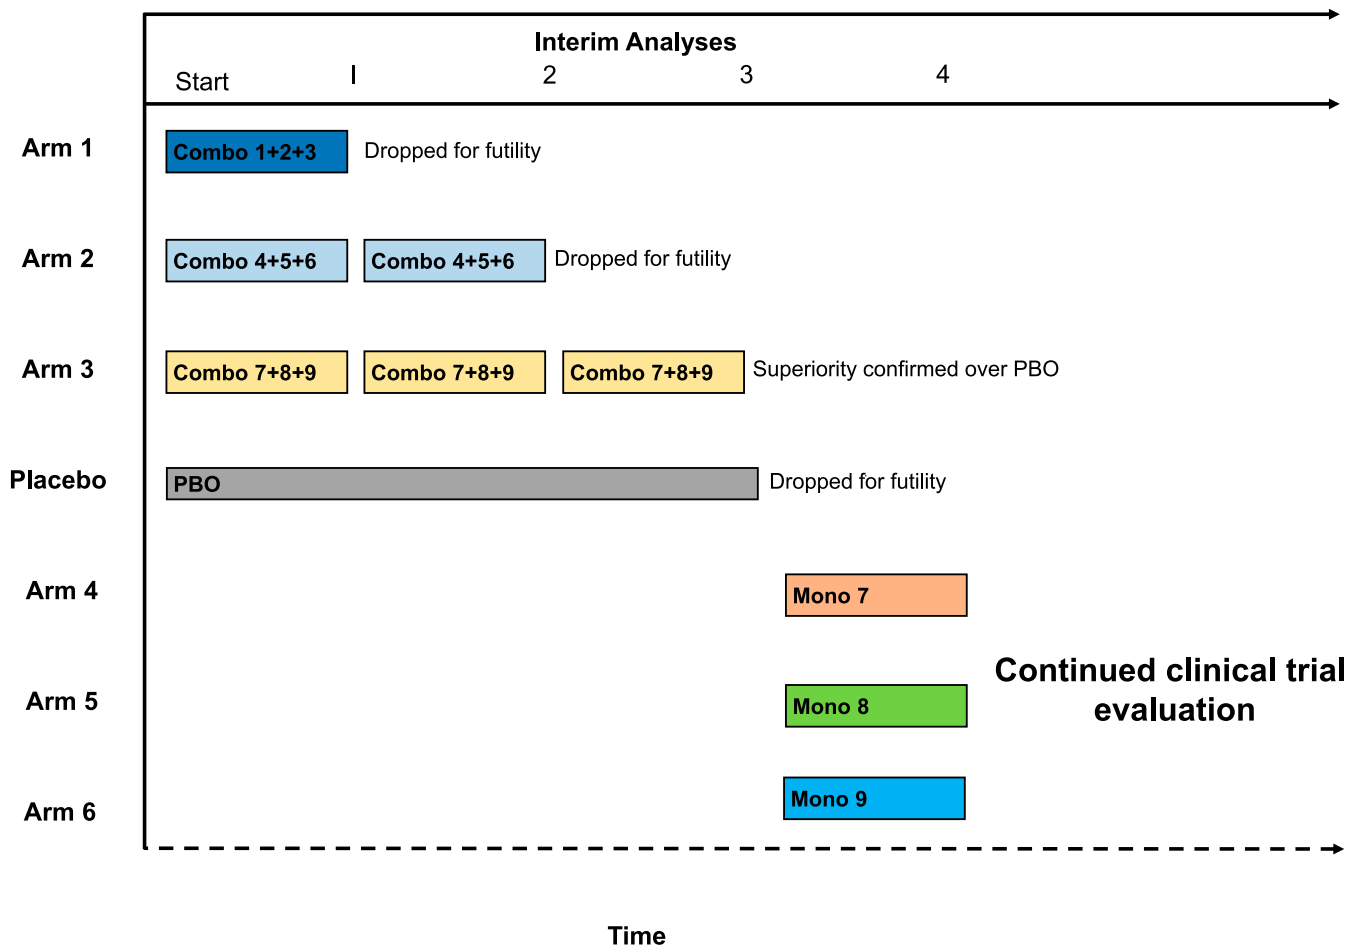 Interim Analyses
Start I 2 3 4
Arm 1 Combo 1+2+3 Dropped for futility
Arm 2 Combo 4+5+6 Combo 4+5+6 Dropped for futility
Arm 3 Combo 7+8+9 Combo 7+8+9 Combo 7+8+9 Superiority confirmed over PBO
Placebo PBO Dropped for futility
Arm 4 Mono 7
Continued clinical trial
Arm 5 Mono 8
evaluation
Arm 6 Mono 9
Time